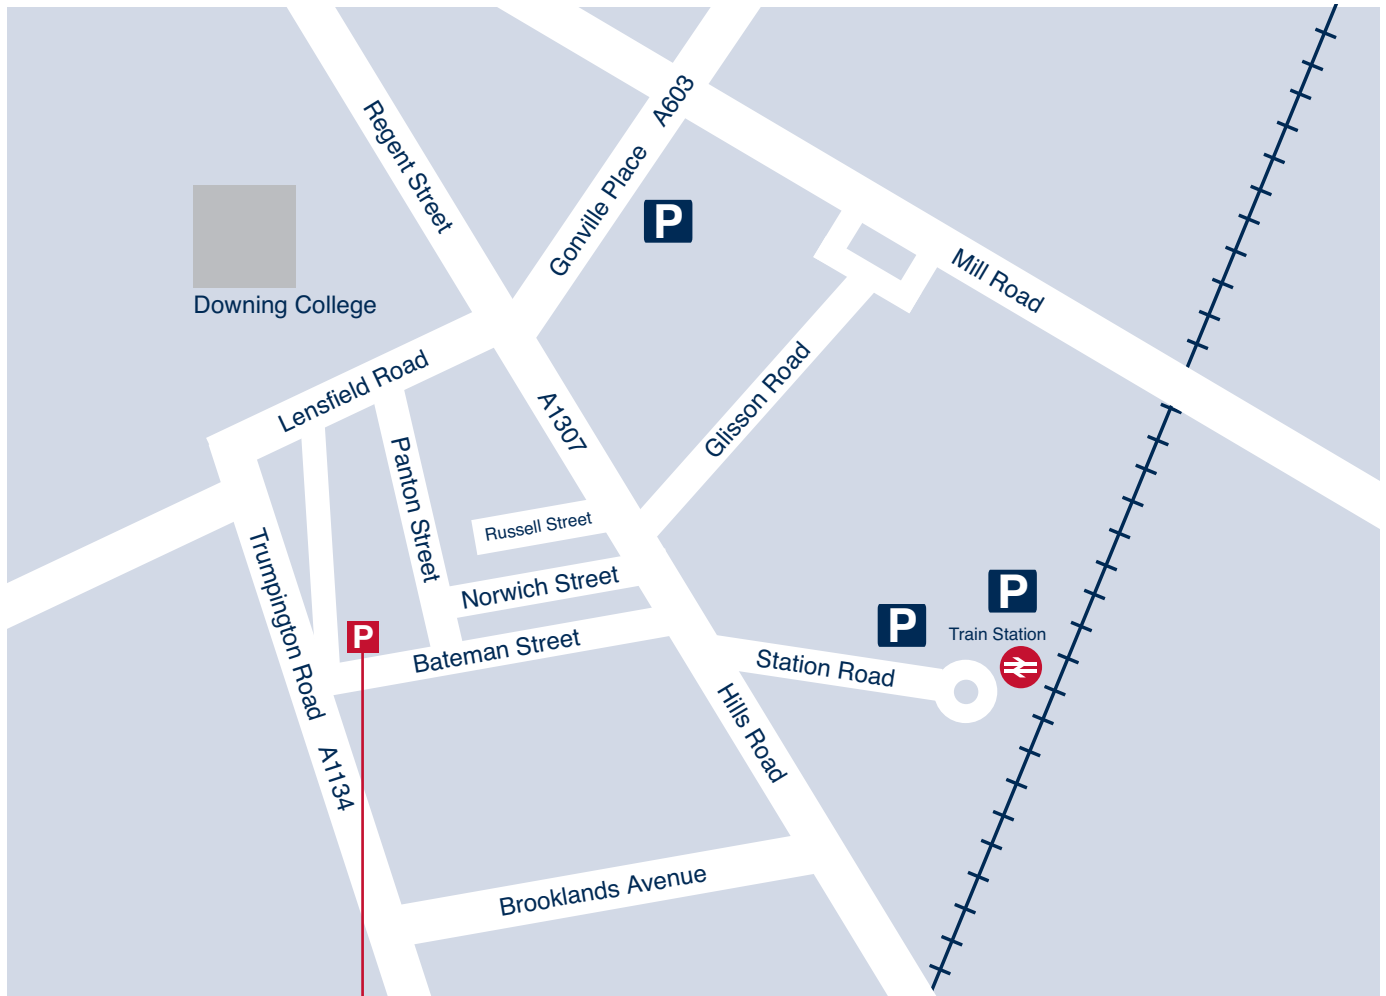 A603
Regent Street
Gonville Place
P
Mill Road
Downing College
Lensfield Road
Glisson Road
A1307
Panton Street
Russell Street
Trumpington Road
Norwich Street
P
P
P
Train Station
Bateman Street
Station Road
Hills Road
A1134
Brooklands Avenue